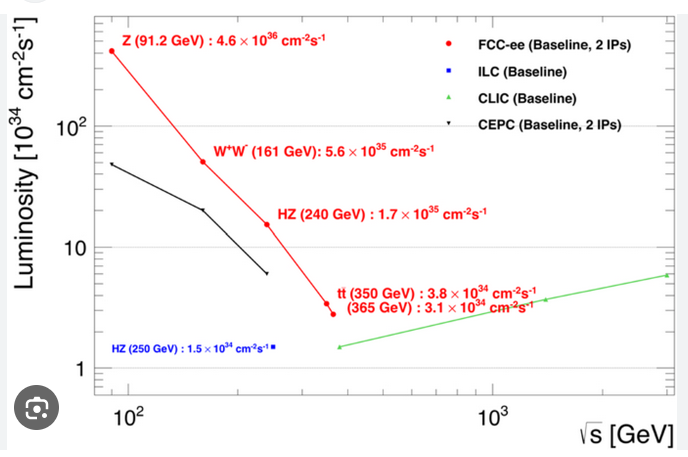 Luminosity [10³⁴ cm⁻²s⁻¹]
Z (91.2 GeV) : 4.6 × 10³⁶ cm⁻²s⁻¹
FCC-ee (Baseline, 2 IPs)
ILC (Baseline)
CLIC (Baseline)
CEPC (Baseline, 2 IPs)
10²
W⁺W⁻ (161 GeV): 5.6 × 10³⁵ cm⁻²s⁻¹
HZ (240 GeV) : 1.7 × 10³⁵ cm⁻²s⁻¹
10
tt̄ (350 GeV) : 3.8 × 10³⁴ cm⁻²s⁻¹
(365 GeV) : 3.1 × 10³⁴ cm⁻²s⁻¹
HZ (250 GeV) : 1.5 × 10³⁴ cm⁻²s⁻¹
1
10²
10³
√s [GeV]